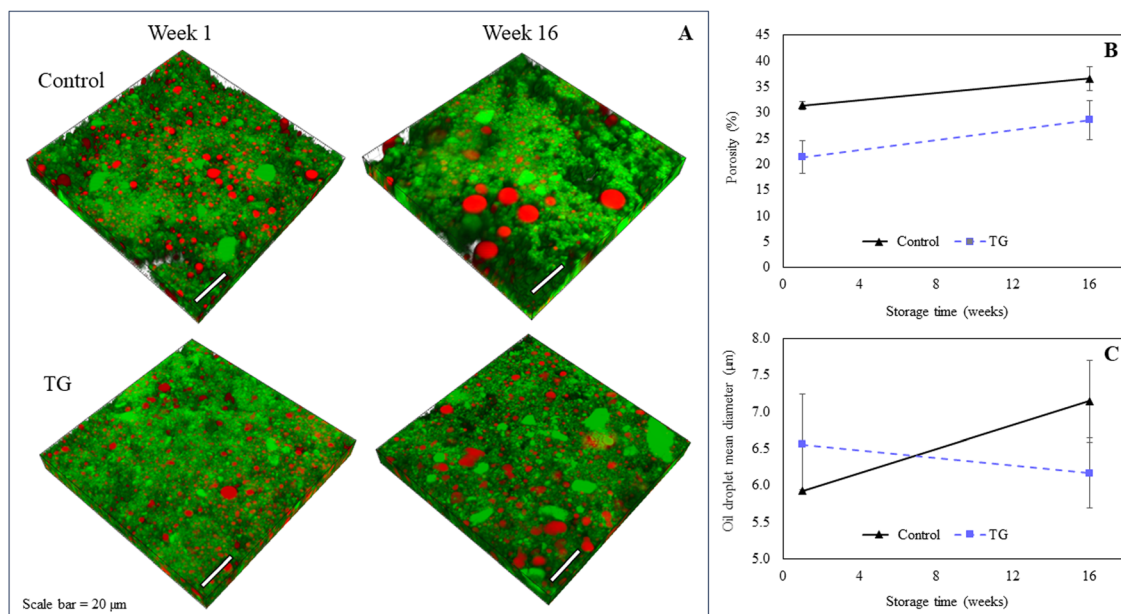 Week 1
Week 16
A
Control
TG
Scale bar = 20 μm
B
45
40
35
30
25
20
15
10
5
0
Porosity (%)
Control
TG
0
4
8
12
16
Storage time (weeks)
C
8.0
7.5
7.0
6.5
6.0
5.5
5.0
Oil droplet mean diameter (μm)
Control
TG
0
4
8
12
16
Storage time (weeks)